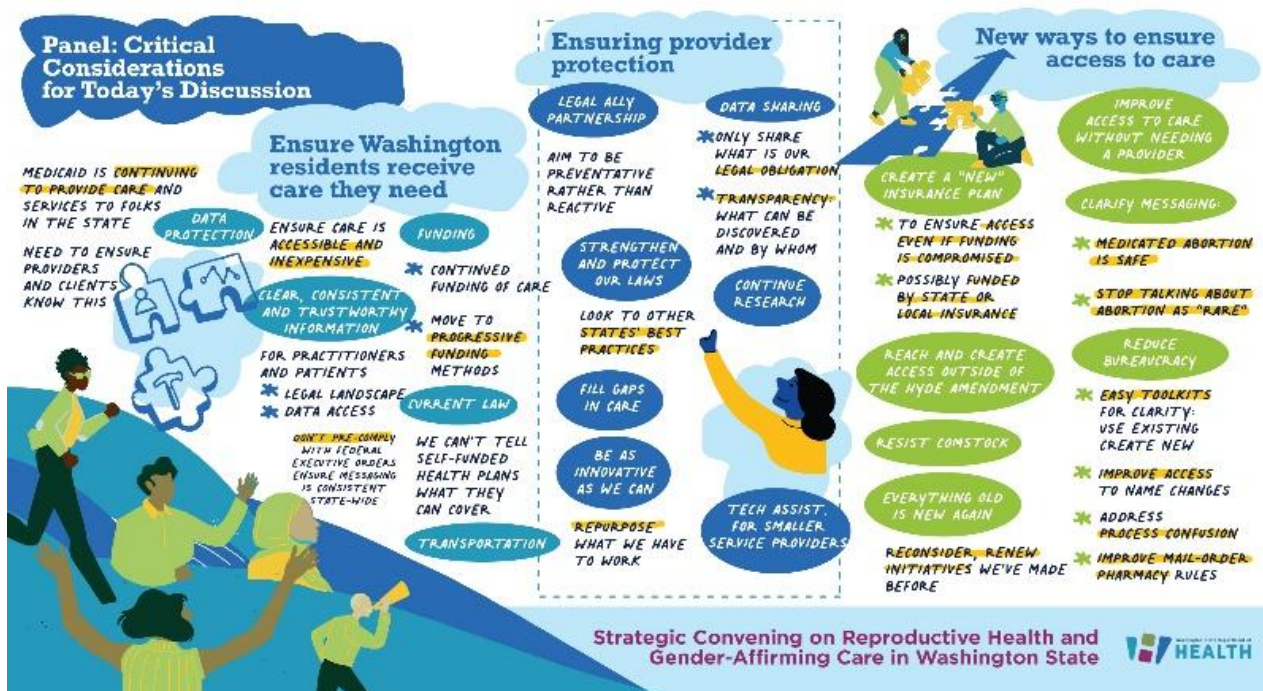 Panel: Critical
Considerations
for Today's Discussion
MEDICAID IS CONTINUING
TO PROVIDE CARE AND
SERVICES TO FOLKS
IN THE STATE
NEED TO ENSURE
PROVIDERS
AND CLIENTS
KNOW THIS
Ensure Washington
residents receive
care they need
DATA
PROTECTION
ENSURE CARE IS
ACCESSIBLE AND
INEXPENSIVE
CLEAR, CONSISTENT
AND TRUSTWORTHY
INFORMATION
FOR PRACTITIONERS
AND PATIENTS
LEGAL LANDSCAPE
DATA ACCESS
DON'T PRE-COMPLY
WITH FEDERAL
EXECUTIVE ORDERS
ENSURE MESSAGING
IS CONSISTENT
STATE-WIDE
FUNDING
CONTINUED
FUNDING OF CARE
MOVE TO
PROGRESSIVE
FUNDING
METHODS
CURRENT LAW
WE CAN'T TELL
SELF-FUNDED
HEALTH PLANS
WHAT THEY
CAN COVER
TRANSPORTATION
Ensuring provider
protection
LEGAL ALLY
PARTNERSHIP
AIM TO BE
PREVENTATIVE
RATHER THAN
REACTIVE
STRENGTHEN
AND PROTECT
OUR LAWS
LOOK TO OTHER
STATES' BEST
PRACTICES
FILL GAPS
IN CARE
BE AS
INNOVATIVE
AS WE CAN
REPURPOSE
WHAT WE HAVE
TO WORK
DATA SHARING
ONLY SHARE
WHAT IS OUR
LEGAL OBLIGATION
TRANSPARENCY:
WHAT CAN BE
DISCOVERED
AND BY WHOM
CONTINUE
RESEARCH
TECH ASSIST.
FOR SMALLER
SERVICE PROVIDERS
New ways to ensure
access to care
CREATE A "NEW"
INSURANCE PLAN
TO ENSURE ACCESS
EVEN IF FUNDING
IS COMPROMISED
POSSIBLY FUNDED
BY STATE OR
LOCAL INSURANCE
REACH AND CREATE
ACCESS OUTSIDE OF
THE HYDE AMENDMENT
RESIST COMSTOCK
EVERYTHING OLD
IS NEW AGAIN
RECONSIDER, RENEW
INITIATIVES WE'VE MADE
BEFORE
IMPROVE
ACCESS TO CARE
WITHOUT NEEDING
A PROVIDER
CLARIFY MESSAGING:
MEDICATED ABORTION
IS SAFE
STOP TALKING ABOUT
ABORTION AS "RARE"
REDUCE
BUREAUCRACY
EASY TOOLKITS
FOR CLARITY:
USE EXISTING
CREATE NEW
IMPROVE ACCESS
TO NAME CHANGES
ADDRESS
PROCESS CONFUSION
IMPROVE MAIL-ORDER
PHARMACY RULES
Strategic Convening on Reproductive Health and
Gender-Affirming Care in Washington State
Washington State Department of
HEALTH